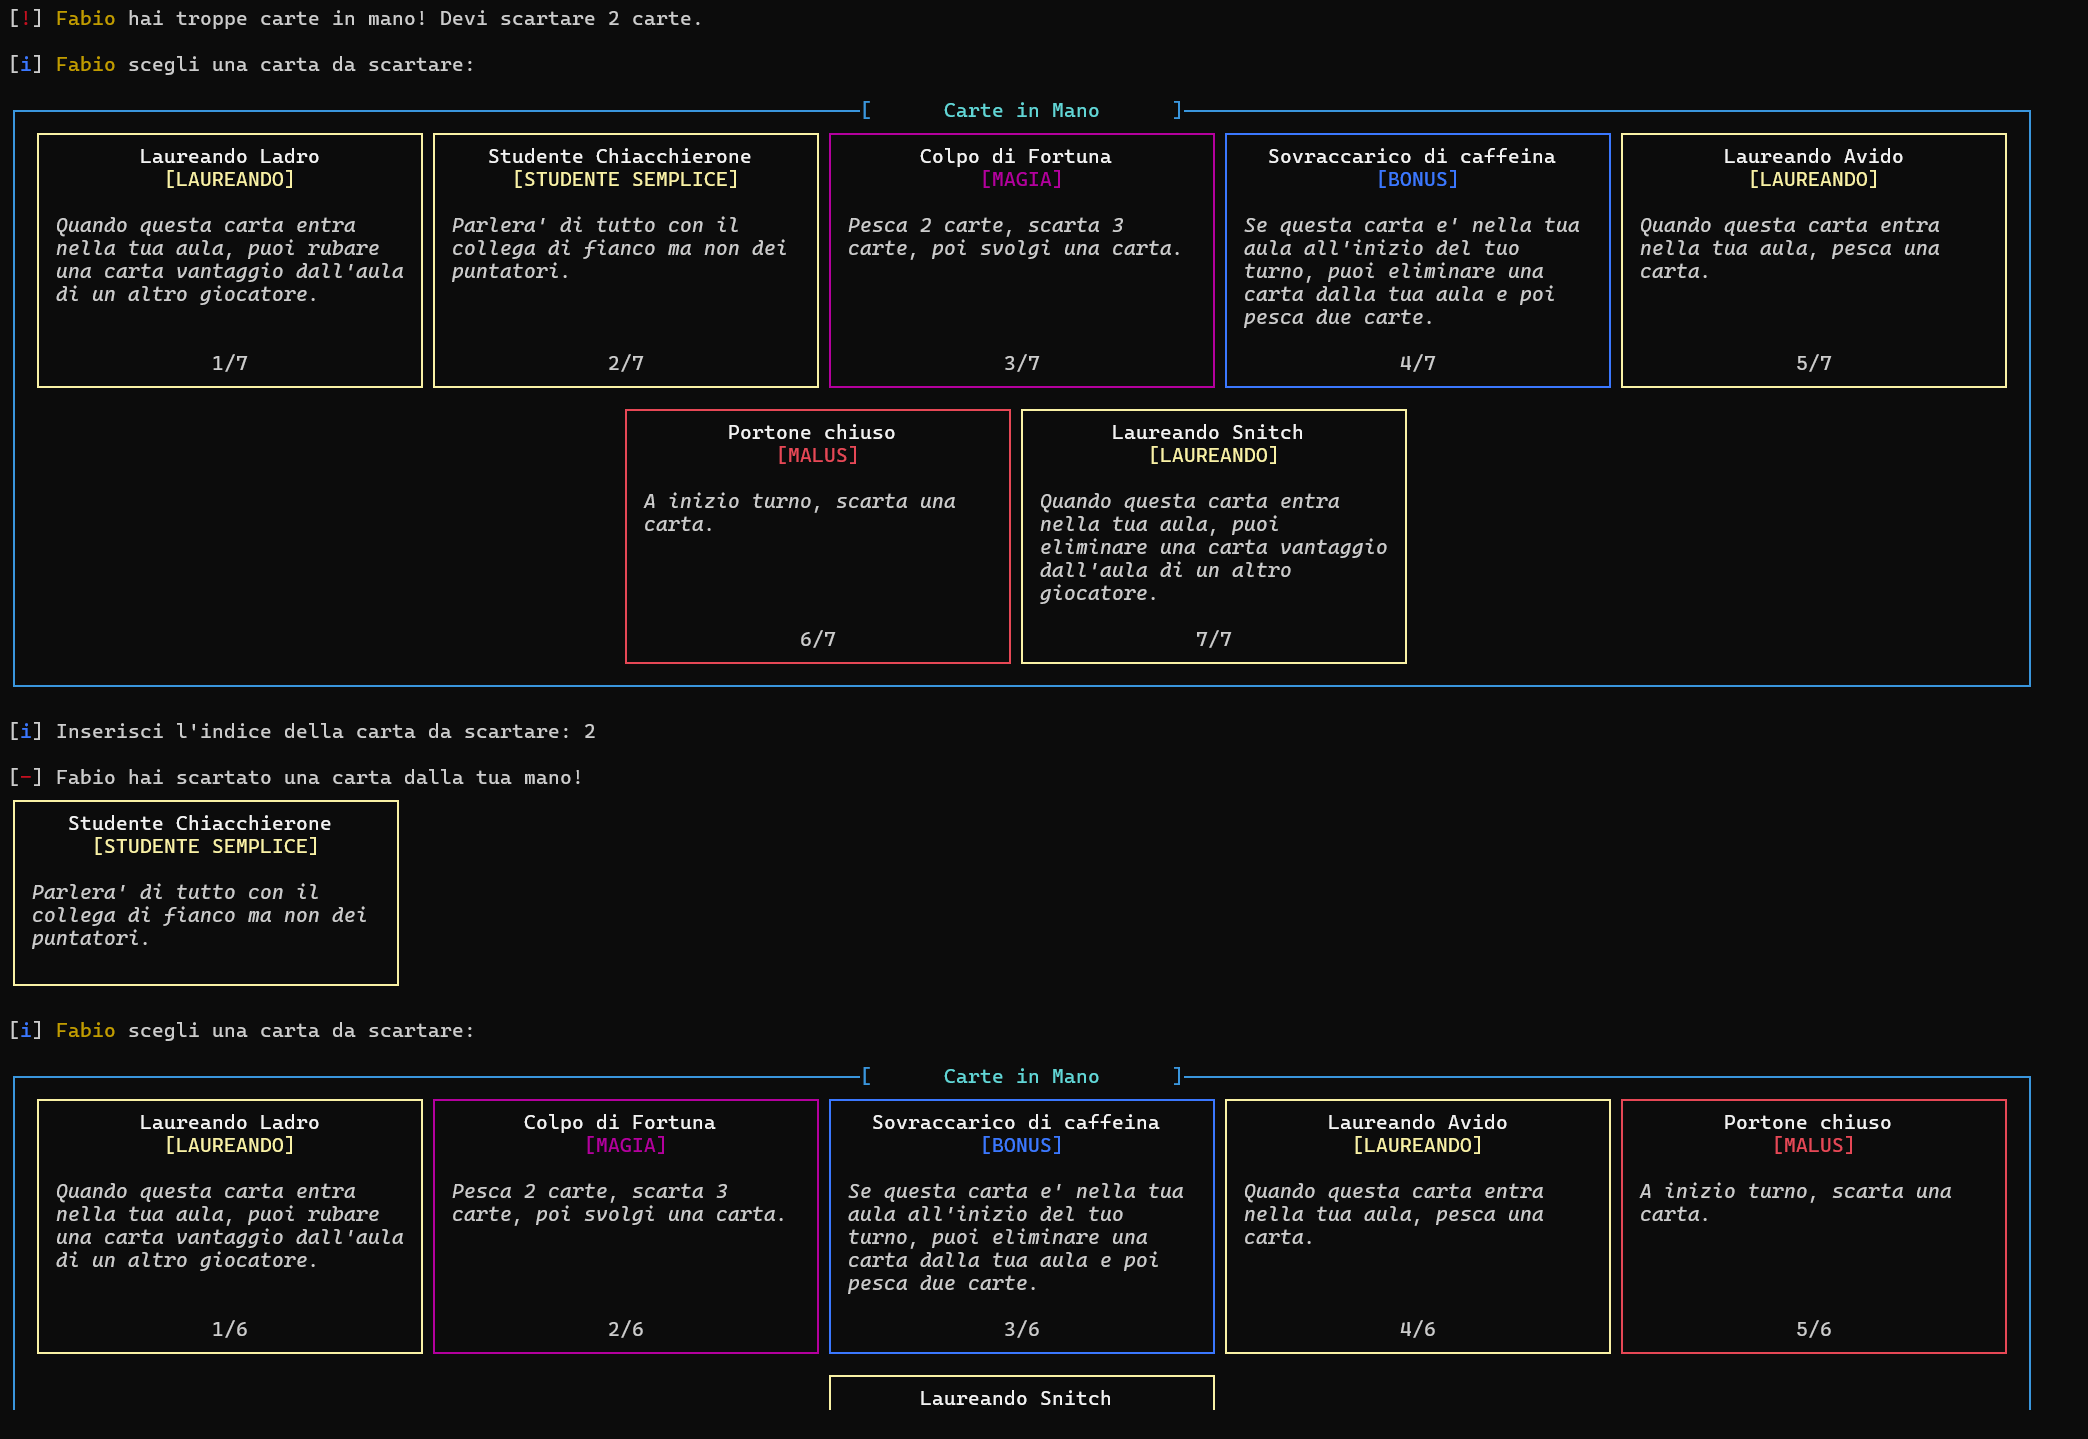 [!] Fabio hai troppe carte in mano! Devi scartare 2 carte.
[i] Fabio scegli una carta da scartare:
[ Carte in Mano ]
Laureando Ladro
[LAUREANDO]
Quando questa carta entra
nella tua aula, puoi rubare
una carta vantaggio dall'aula
di un altro giocatore.
1/7
Studente Chiacchierone
[STUDENTE SEMPLICE]
Parlera' di tutto con il
collega di fianco ma non dei
puntatori.
2/7
Colpo di Fortuna
[MAGIA]
Pesca 2 carte, scarta 3
carte, poi svolgi una carta.
3/7
Sovraccarico di caffeina
[BONUS]
Se questa carta e' nella tua
aula all'inizio del tuo
turno, puoi eliminare una
carta dalla tua aula e poi
pesca due carte.
4/7
Laureando Avido
[LAUREANDO]
Quando questa carta entra
nella tua aula, pesca una
carta.
5/7
Portone chiuso
[MALUS]
A inizio turno, scarta una
carta.
6/7
Laureando Snitch
[LAUREANDO]
Quando questa carta entra
nella tua aula, puoi
eliminare una carta vantaggio
dall'aula di un altro
giocatore.
7/7
[i] Inserisci l'indice della carta da scartare: 2
[-] Fabio hai scartato una carta dalla tua mano!
Studente Chiacchierone
[STUDENTE SEMPLICE]
Parlera' di tutto con il
collega di fianco ma non dei
puntatori.
[i] Fabio scegli una carta da scartare:
[ Carte in Mano ]
Laureando Ladro
[LAUREANDO]
Quando questa carta entra
nella tua aula, puoi rubare
una carta vantaggio dall'aula
di un altro giocatore.
1/6
Colpo di Fortuna
[MAGIA]
Pesca 2 carte, scarta 3
carte, poi svolgi una carta.
2/6
Sovraccarico di caffeina
[BONUS]
Se questa carta e' nella tua
aula all'inizio del tuo
turno, puoi eliminare una
carta dalla tua aula e poi
pesca due carte.
3/6
Laureando Avido
[LAUREANDO]
Quando questa carta entra
nella tua aula, pesca una
carta.
4/6
Portone chiuso
[MALUS]
A inizio turno, scarta una
carta.
5/6
Laureando Snitch